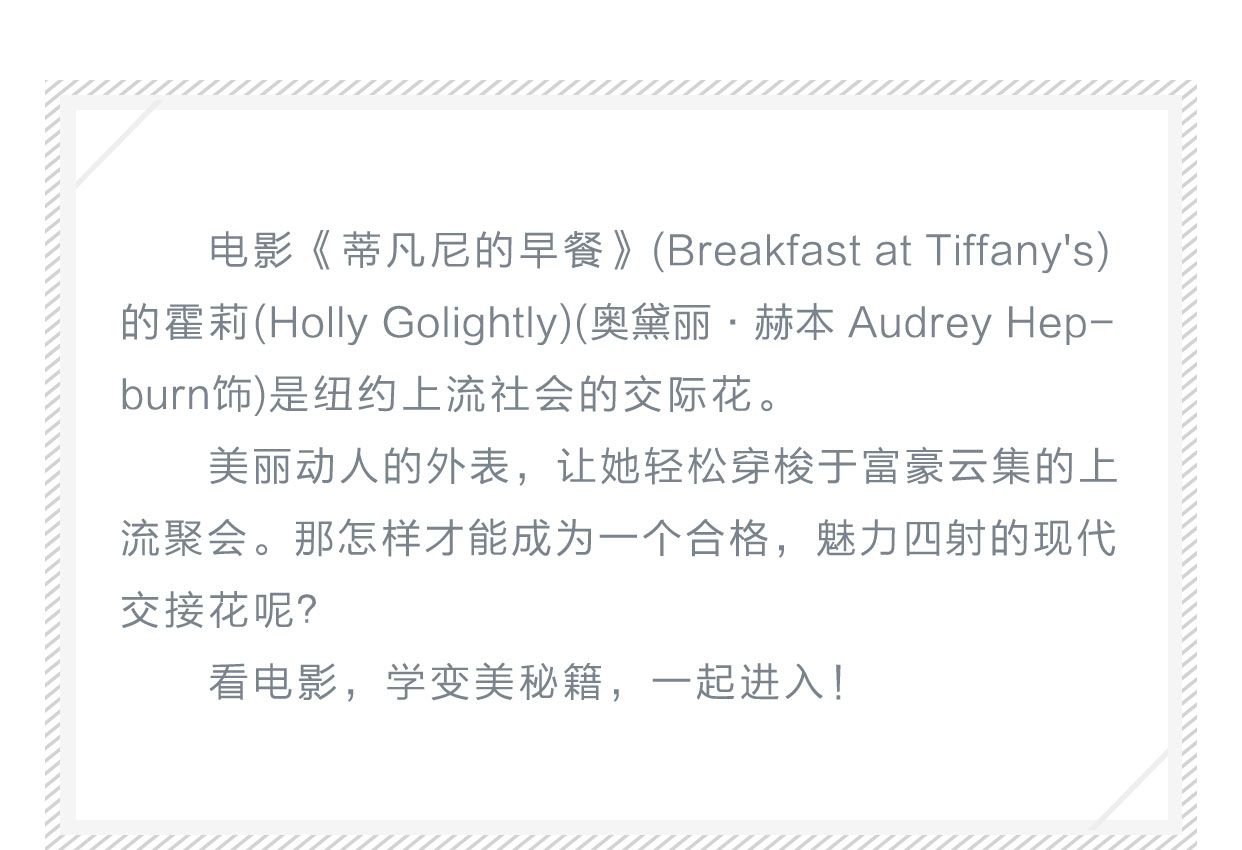 电影《蒂凡尼的早餐》(Breakfast at Tiffany's)
的霍莉(Holly Golightly)(奥黛丽·赫本 Audrey Hep-
burn饰)是纽约上流社会的交际花。
美丽动人的外表，让她轻松穿梭于富豪云集的上
流聚会。那怎样才能成为一个合格，魅力四射的现代
交接花呢?
看电影，学变美秘籍，一起进入！